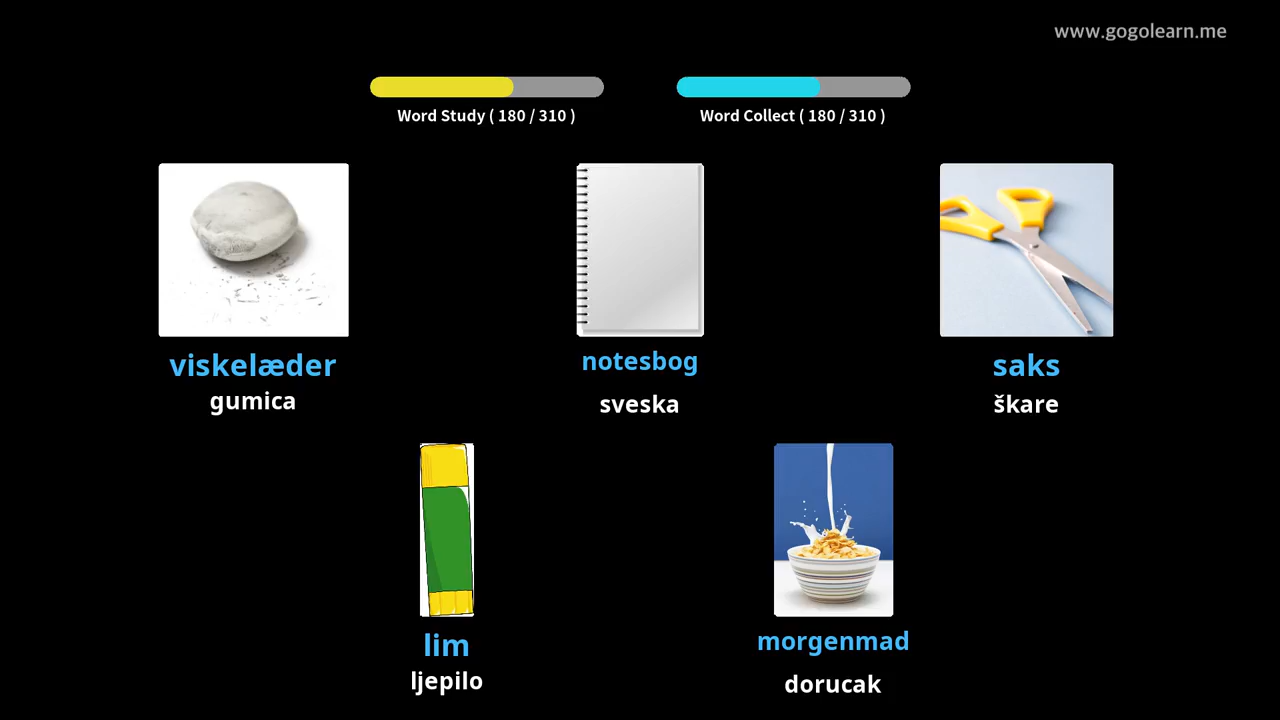 www.gogolearn.me
Word Study ( 180 / 310 )
Word Collect ( 180 / 310 )
viskelæder
gumica
notesbog
sveska
saks
škare
lim
ljepilo
morgenmad
dorucak